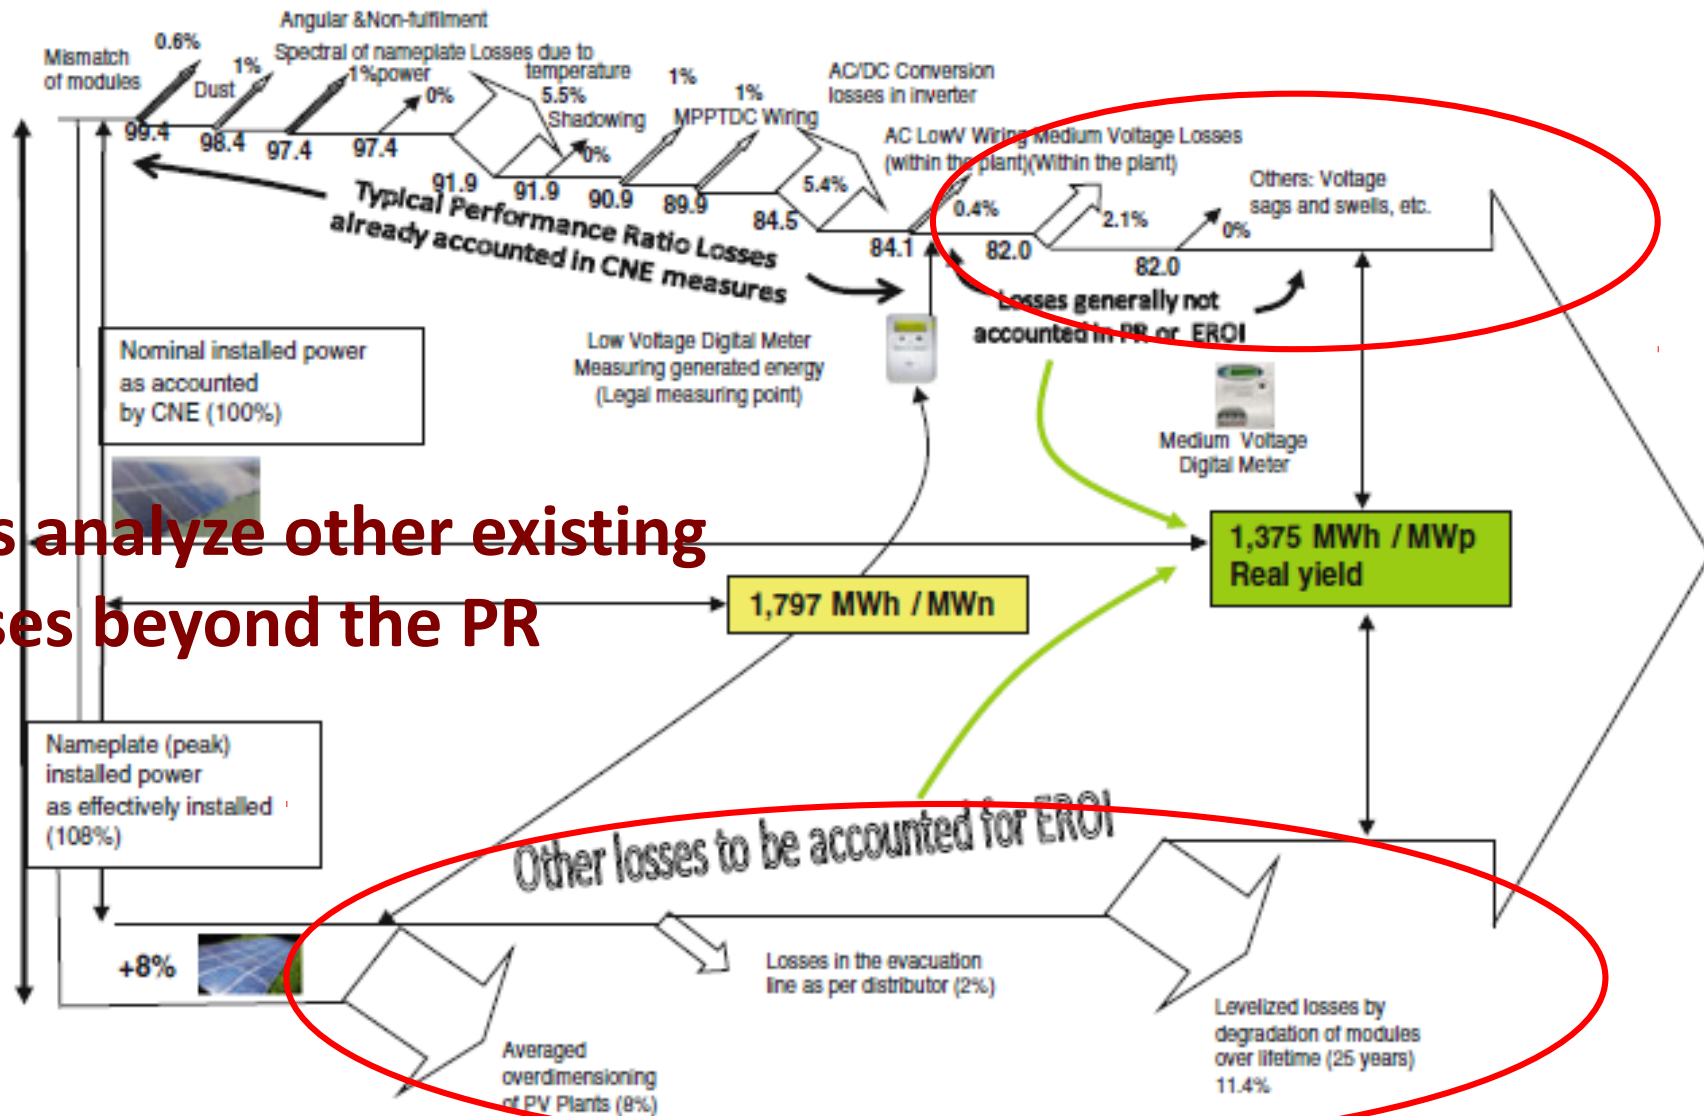 Angular &Non-fulfilment
0.6%
Mismatch
of modules
Spectral of nameplate Losses due to
1%
Dust
1%power
temperature
0%
5.5%
Shadowing
0%
1%
1%
MPPTDC Wiring
AC/DC Conversion
losses in inverter
5.4%
AC LowV Wiring Medium Voltage Losses
(within the plant)(Within the plant)
0.4%
2.1%
Others: Voltage
sags and swells, etc.
0%
99.4
98.4
97.4
97.4
91.9
91.9
90.9
89.9
84.5
84.1
82.0
82.0
Typical Performance Ratio Losses
already accounted in CNE measures
Losses generally not
accounted in PR or EROI
Nominal installed power
as accounted
by CNE (100%)
Low Voltage Digital Meter
Measuring generated energy
(Legal measuring point)
Medium Voltage
Digital Meter
s analyze other existing
ses beyond the PR
1,375 MWh / MWp
Real yield
1,797 MWh / MWn
Nameplate (peak)
installed power
as effectively installed
(108%)
Other losses to be accounted for EROI
+8%
Losses in the evacuation
line as per distributor (2%)
Averaged
overdimensioning
of PV Plants (8%)
Levelized losses by
degradation of modules
over lifetime (25 years)
11.4%